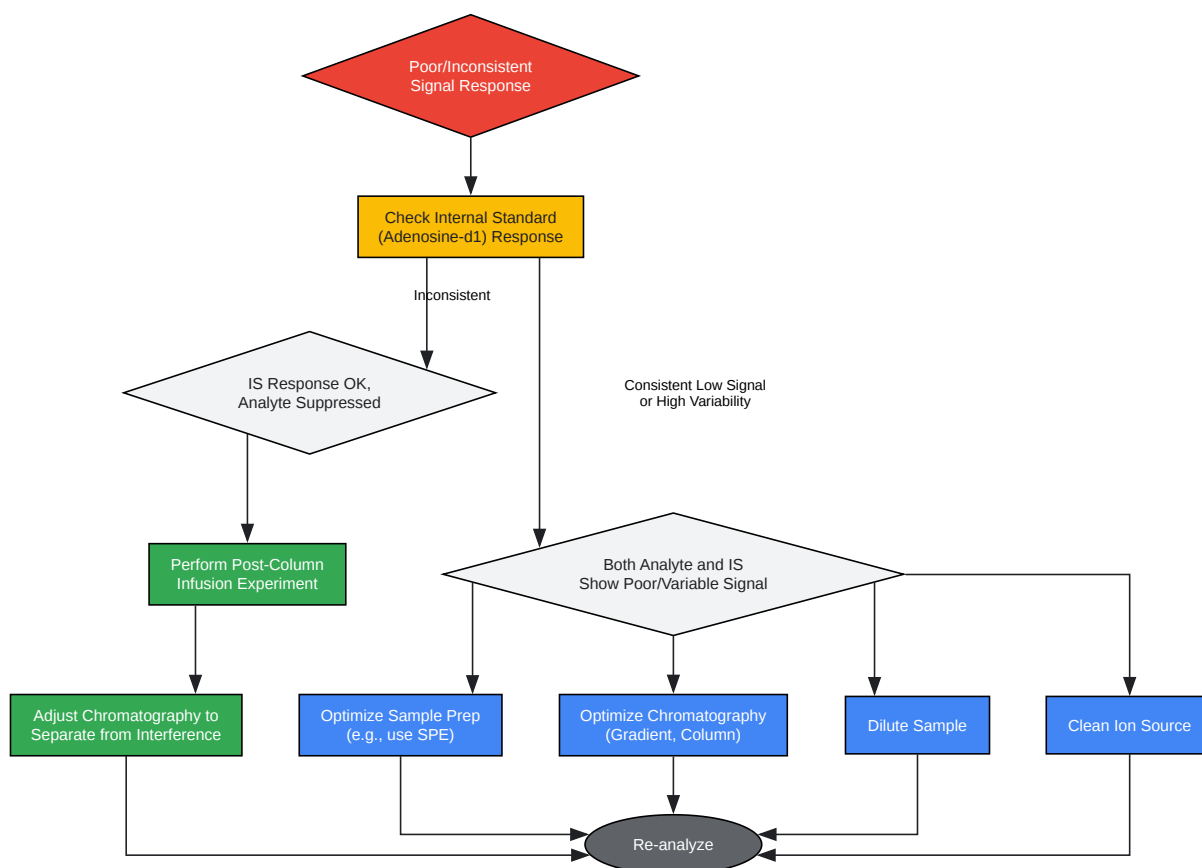 Poor/Inconsistent
Signal Response
Check Internal Standard
(Adenosine-d1) Response
Inconsistent
IS Response OK,
Analyte Suppressed
Consistent Low Signal
or High Variability
Perform Post-Column
Infusion Experiment
Both Analyte and IS
Show Poor/Variable Signal
Adjust Chromatography to
Separate from Interference
Optimize Sample Prep
(e.g., use SPE)
Optimize Chromatography
(Gradient, Column)
Dilute Sample
Clean Ion Source
Re-analyze